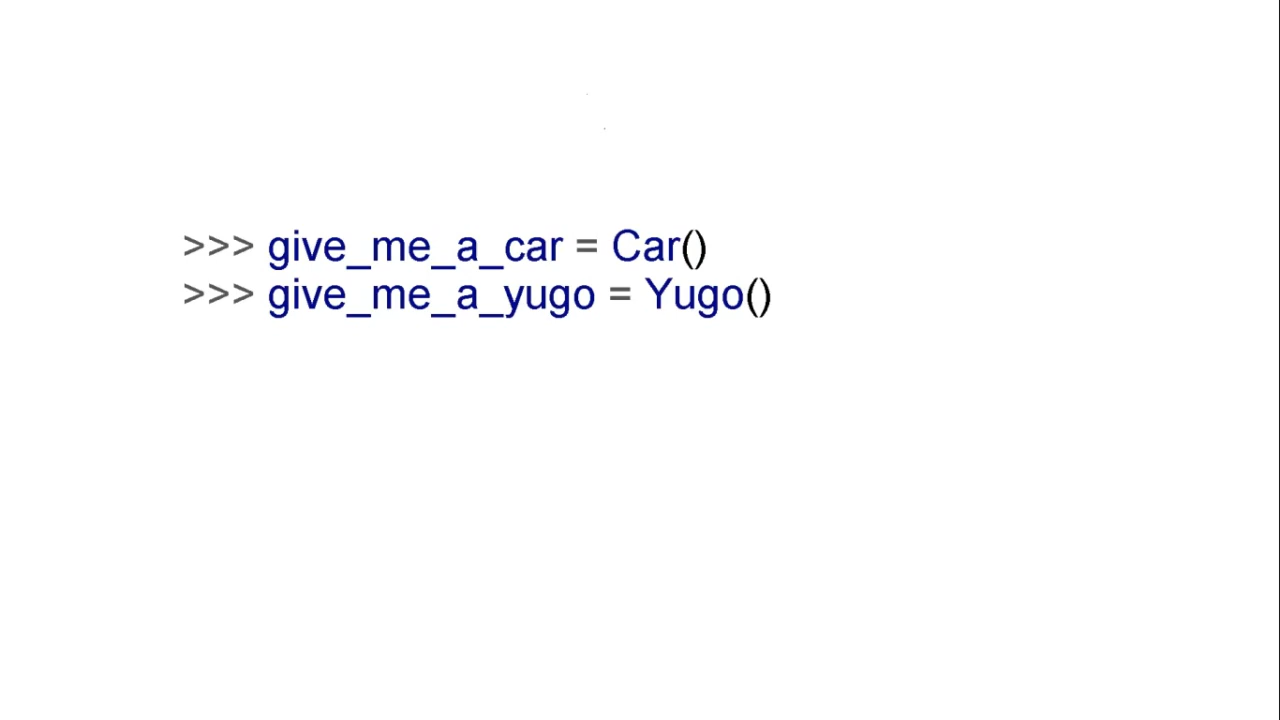 >>> give_me_a_car = Car()
>>> give_me_a_yugo = Yugo()